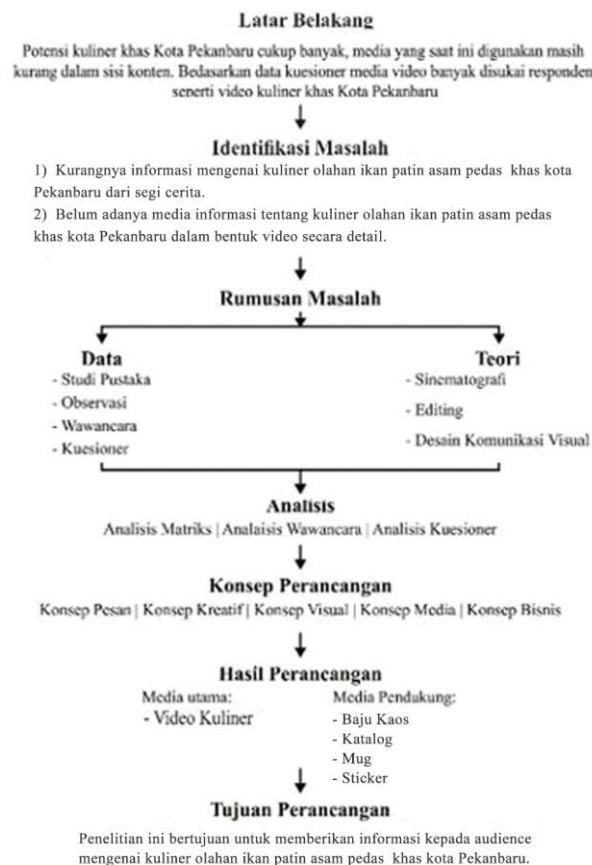 Latar Belakang
Potensi kuliner khas Kota Pekanbaru cukup banyak, media yang saat ini digunakan masih
kurang dalam sisi konten. Bedasarkan data kuesioner media video banyak disukai responden
seperti video kuliner khas Kota Pekanbaru
Identifikasi Masalah
1) Kurangnya informasi mengenai kuliner olahan ikan patin asam pedas khas kota
Pekanbaru dari segi cerita.
2) Belum adanya media informasi tentang kuliner olahan ikan patin asam pedas
khas kota Pekanbaru dalam bentuk video secara detail.
Rumusan Masalah
Data
- Studi Pustaka
- Observasi
- Wawancara
- Kuesioner
Teori
- Sinematografi
- Editing
- Desain Komunikasi Visual
Analisis
Analisis Matriks | Analaisis Wawancara | Analisis Kuesioner
Konsep Perancangan
Konsep Pesan | Konsep Kreatif | Konsep Visual | Konsep Media | Konsep Bisnis
Hasil Perancangan
Media utama:
- Video Kuliner
Media Pendukung:
- Baju Kaos
- Katalog
- Mug
- Sticker
Tujuan Perancangan
Penelitian ini bertujuan untuk memberikan informasi kepada audience
mengenai kuliner olahan ikan patin asam pedas khas kota Pekanbaru.